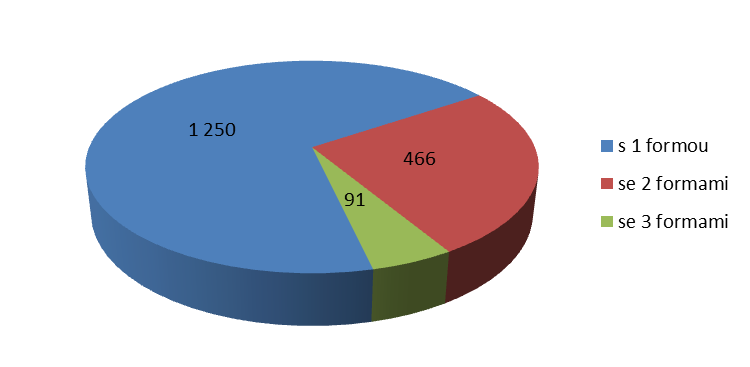 1 250
466
91
s 1 formou
se 2 formami
se 3 formami